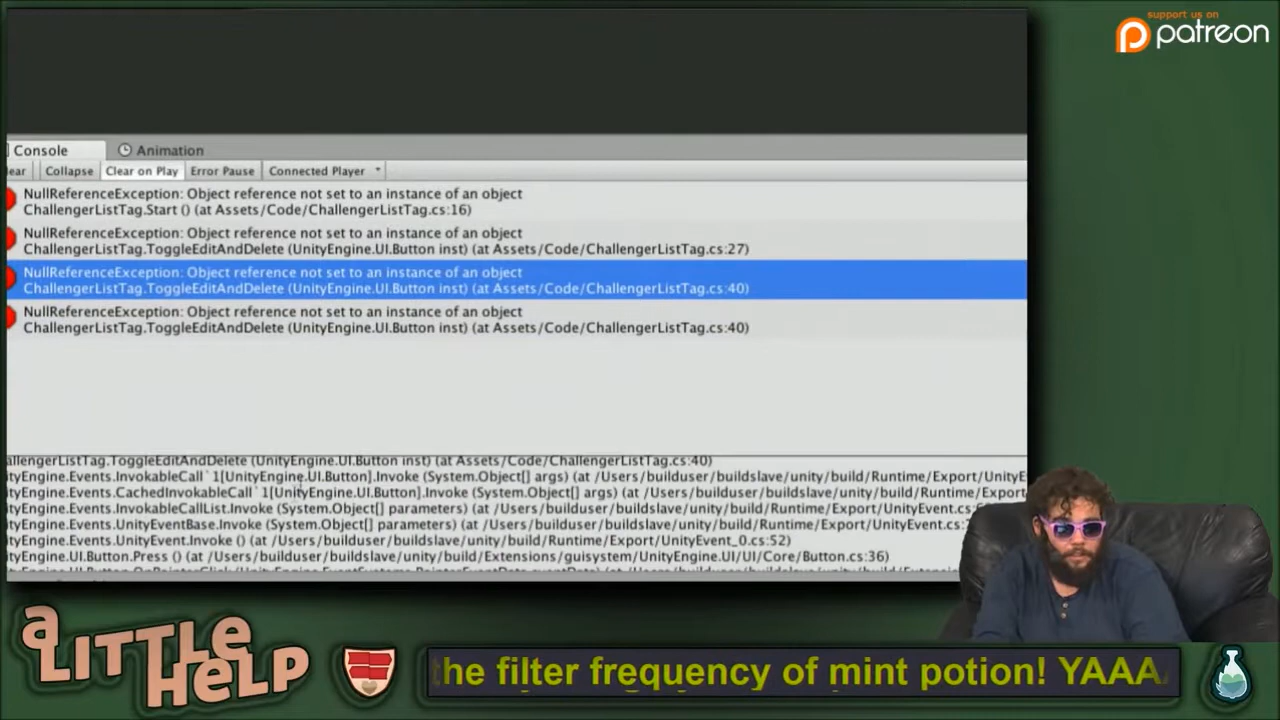 support us on
patreon
Console
Animation
lear
Collapse
Clear on Play
Error Pause
Connected Player
NullReferenceException: Object reference not set to an instance of an object
ChallengerListTag.Start () (at Assets/Code/ChallengerListTag.cs:16)
NullReferenceException: Object reference not set to an instance of an object
ChallengerListTag.ToggleEditAndDelete (UnityEngine.UI.Button inst) (at Assets/Code/ChallengerListTag.cs:27)
NullReferenceException: Object reference not set to an instance of an object
ChallengerListTag.ToggleEditAndDelete (UnityEngine.UI.Button inst) (at Assets/Code/ChallengerListTag.cs:40)
NullReferenceException: Object reference not set to an instance of an object
ChallengerListTag.ToggleEditAndDelete (UnityEngine.UI.Button inst) (at Assets/Code/ChallengerListTag.cs:40)
allengerListTag.ToggleEditAndDelete (UnityEngine.UI.Button inst) (at Assets/Code/ChallengerListTag.cs:40)
ityEngine.Events.InvokableCall`1[UnityEngine.UI.Button].Invoke (System.Object[] args) (at /Users/builduser/buildslave/unity/build/Runtime/Export/UnityE
ityEngine.Events.CachedInvokableCall`1[UnityEngine.UI.Button].Invoke (System.Object[] args) (at /Users/builduser/buildslave/unity/build/Runtime/Export
ityEngine.Events.InvokableCallList.Invoke (System.Object[] parameters) (at /Users/builduser/buildslave/unity/build/Runtime/Export/UnityEvent.cs:
ityEngine.Events.UnityEventBase.Invoke (System.Object[] parameters) (at /Users/builduser/buildslave/unity/build/Runtime/Export/UnityEvent.cs:
ityEngine.Events.UnityEvent.Invoke () (at /Users/builduser/buildslave/unity/build/Runtime/Export/UnityEvent_0.cs:52)
ityEngine.UI.Button.Press () (at /Users/builduser/buildslave/unity/build/Extensions/guisystem/UnityEngine.UI/UI/Core/Button.cs:36)
a LITTLE HELP
the filter frequency of mint potion! YAAAA